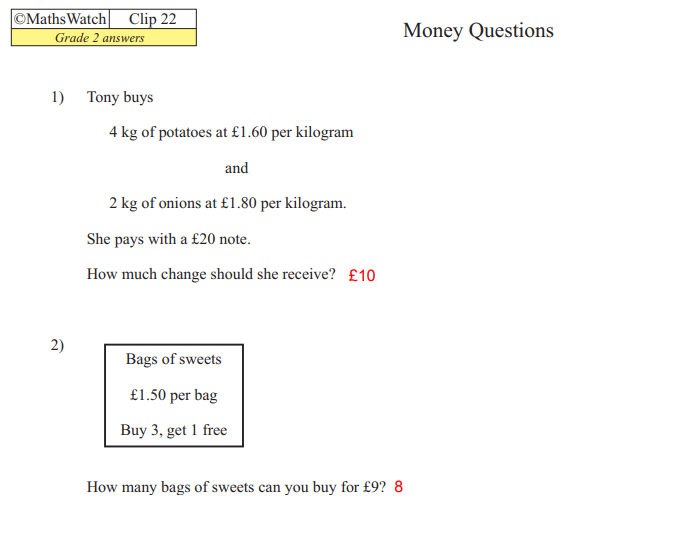 ©MathsWatch Clip 22
Grade 2 answers
Money Questions
1) Tony buys
4 kg of potatoes at £1.60 per kilogram
and
2 kg of onions at £1.80 per kilogram.
She pays with a £20 note.
How much change should she receive? £10
2)
Bags of sweets
£1.50 per bag
Buy 3, get 1 free
How many bags of sweets can you buy for £9? 8